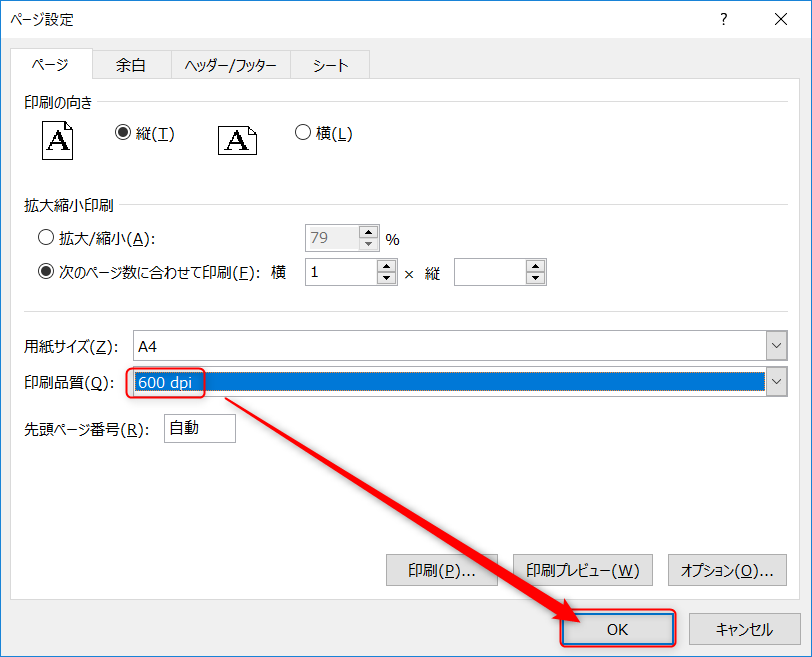 ページ設定 ?
ページ 余白 ヘッダー/フッター シート
印刷の向き
A 縦(T) A 横(L)
拡大縮小印刷
拡大/縮小(A): 79 %
次のページ数に合わせて印刷(F): 横 1 × 縦
用紙サイズ(Z): A4
印刷品質(Q): 600 dpi
先頭ページ番号(R): 自動
印刷(P)... 印刷プレビュー(W) オプション(O)...
OK キャンセル